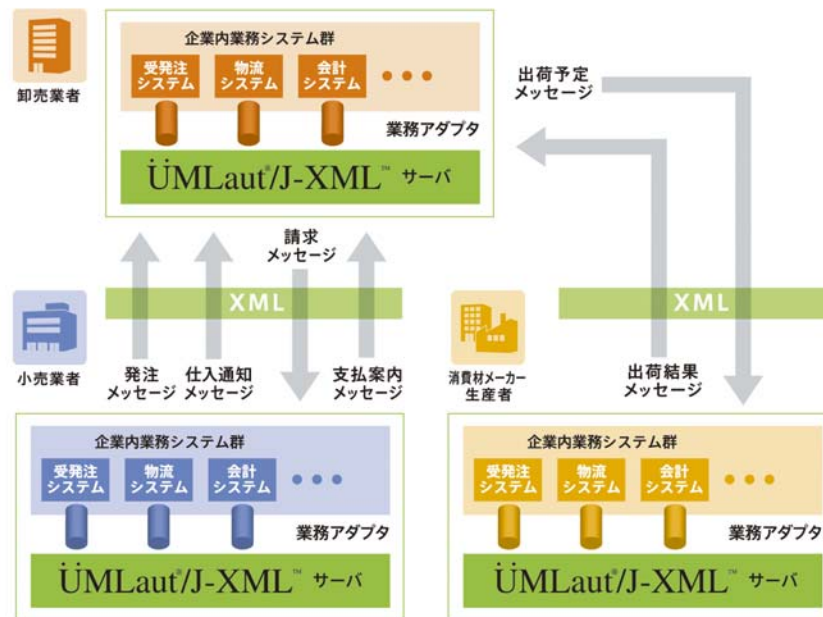 企業内業務システム群
受発注
システム
物流
システム
会計
システム
卸売業者
業務アダプタ
ÜMLaut®/J-XML™ サーバ
出荷予定
メッセージ
請求
メッセージ
XML
XML
小売業者
発注
メッセージ
仕入通知
メッセージ
支払案内
メッセージ
消費材メーカー
生産者
出荷結果
メッセージ
企業内業務システム群
受発注
システム
物流
システム
会計
システム
業務アダプタ
ÜMLaut®/J-XML™ サーバ
企業内業務システム群
受発注
システム
物流
システム
会計
システム
業務アダプタ
ÜMLaut®/J-XML™ サーバ